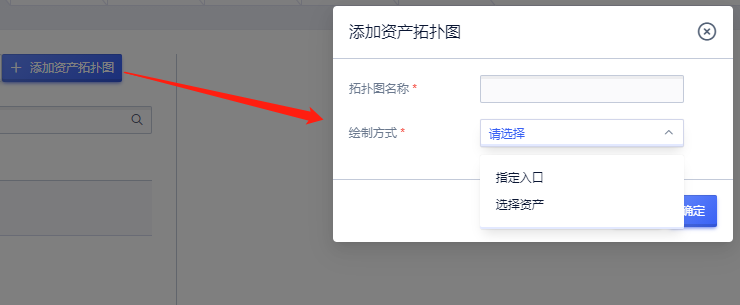 添加资产拓扑图
+ 添加资产拓扑图
拓扑图名称 *
绘制方式 *
请选择
指定入口
选择资产
确定